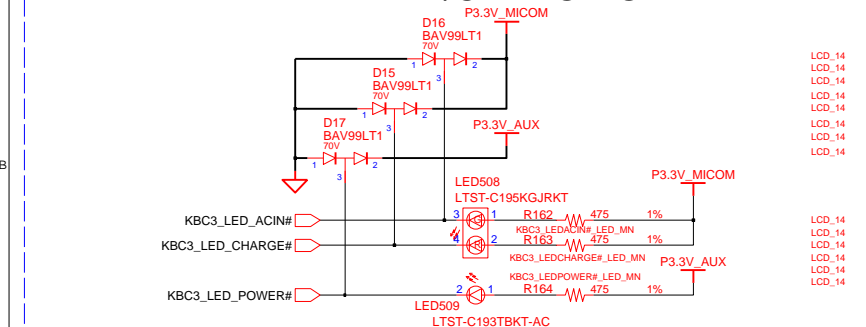 P3.3V_MICOM
D16
BAV99LT1
70V
1
2
3
D15
BAV99LT1
70V
1
2
3
D17
BAV99LT1
70V
1
2
3
P3.3V_AUX
B
LCD_14
LCD_14
LCD_14
LCD_14
LCD_14
LCD_14
LCD_14
LCD_14
LED508
LTST-C195KGJRKT
P3.3V_MICOM
KBC3_LED_ACIN#
3
1
R162
475
1%
KBC3_LEDACIN#_LED_MN
KBC3_LED_CHARGE#
4
2
R163
475
1%
KBC3_LEDCHARGE#_LED_MN
P3.3V_AUX
KBC3_LEDPOWER#_LED_MN
KBC3_LED_POWER#
2
1
R164
475
1%
LED509
LTST-C193TBKT-AC
LCD_14
LCD_14
LCD_14
LCD_14
LCD_14
LCD_14